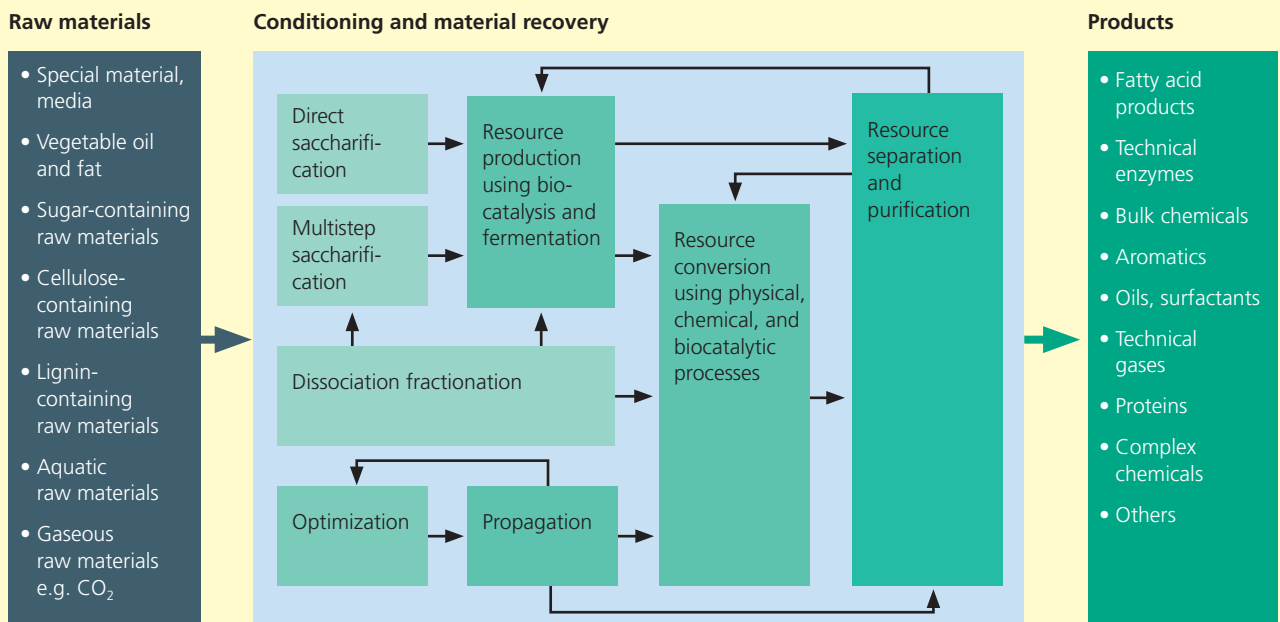 Raw materials
• Special material,
media
• Vegetable oil
and fat
• Sugar-containing
raw materials
• Cellulose-
containing
raw materials
• Lignin-
containing
raw materials
• Aquatic
raw materials
• Gaseous
raw materials
e.g. CO₂
Conditioning and material recovery
Direct
saccharifi-
cation
Multistep
saccharifi-
cation
Resource
production
using bio-
catalysis and
fermentation
Dissociation fractionation
Optimization
Propagation
Resource
conversion
using physical,
chemical, and
biocatalytic
processes
Resource
separation
and
purification
Products
• Fatty acid
products
• Technical
enzymes
• Bulk chemicals
• Aromatics
• Oils, surfactants
• Technical
gases
• Proteins
• Complex
chemicals
• Others